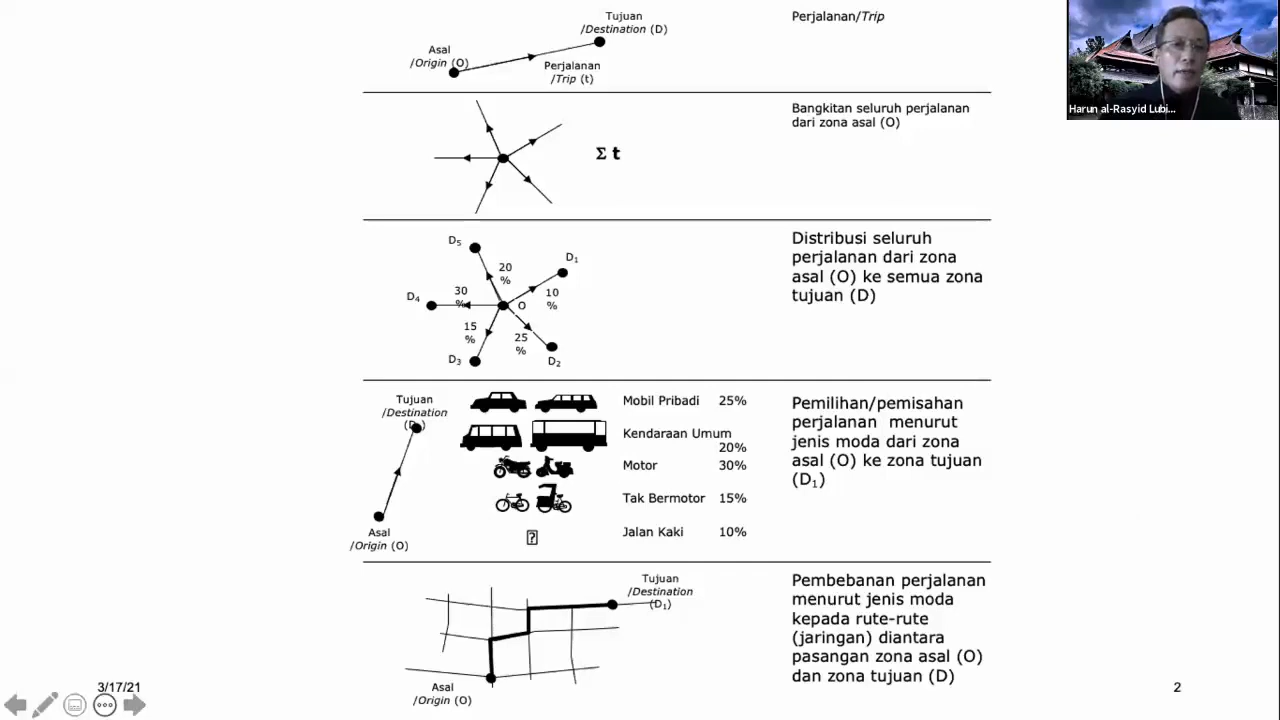 Tujuan
/Destination (D)
Asal
/Origin (O)
Perjalanan
/Trip (t)
Perjalanan/Trip
Harun al-Rasyid Lubi...
Σ t
Bangkitan seluruh perjalanan
dari zona asal (O)
D5
D1
20
%
30
%
10
%
D4
O
15
%
25
%
D3
D2
Distribusi seluruh
perjalanan dari zona
asal (O) ke semua zona
tujuan (D)
Tujuan
/Destination
Asal
/Origin (O)
Mobil Pribadi 25%
Kendaraan Umum
20%
Motor 30%
Tak Bermotor 15%
Jalan Kaki 10%
?
Pemilihan/pemisahan
perjalanan menurut
jenis moda dari zona
asal (O) ke zona tujuan
(D1)
Tujuan
/Destination
(D1)
Asal
/Origin (O)
Pembebanan perjalanan
menurut jenis moda
kepada rute-rute
(jaringan) diantara
pasangan zona asal (O)
dan zona tujuan (D)
3/17/21
2